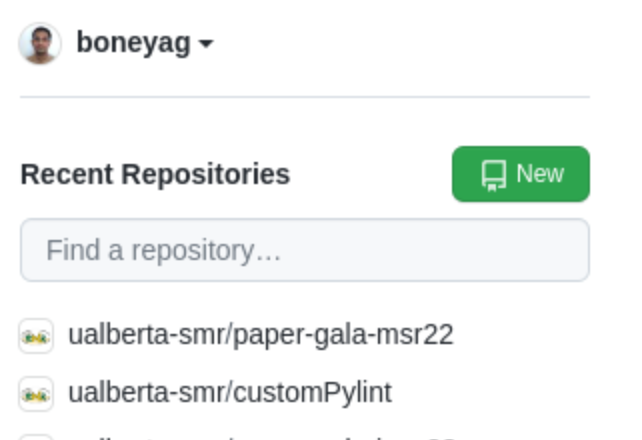 boneyag
Recent Repositories
New
Find a repository…
ualberta-smr/paper-gala-msr22
ualberta-smr/customPylint